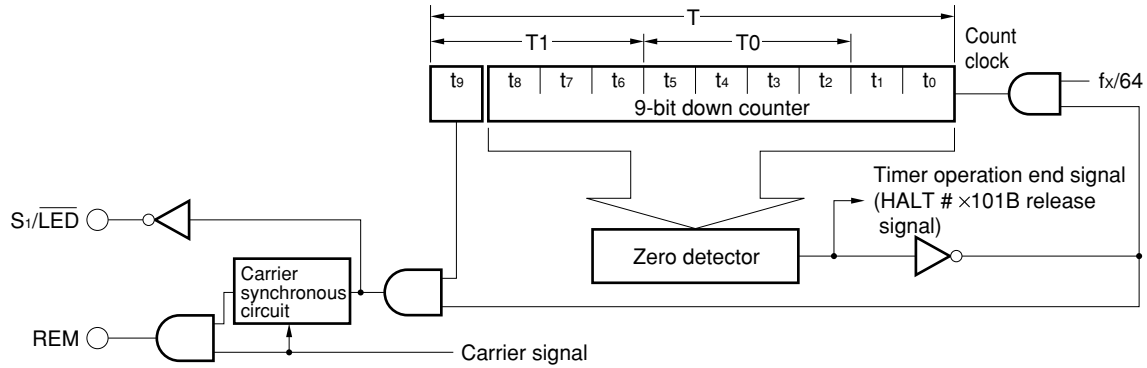 T
T1 T0
Count
clock
t9 t8 t7 t6 t5 t4 t3 t2 t1 t0
fX/64
9-bit down counter
Timer operation end signal
(HALT # ×101B release
signal)
S1/L̅E̅D̅
Zero detector
Carrier
synchronous
circuit
REM
Carrier signal